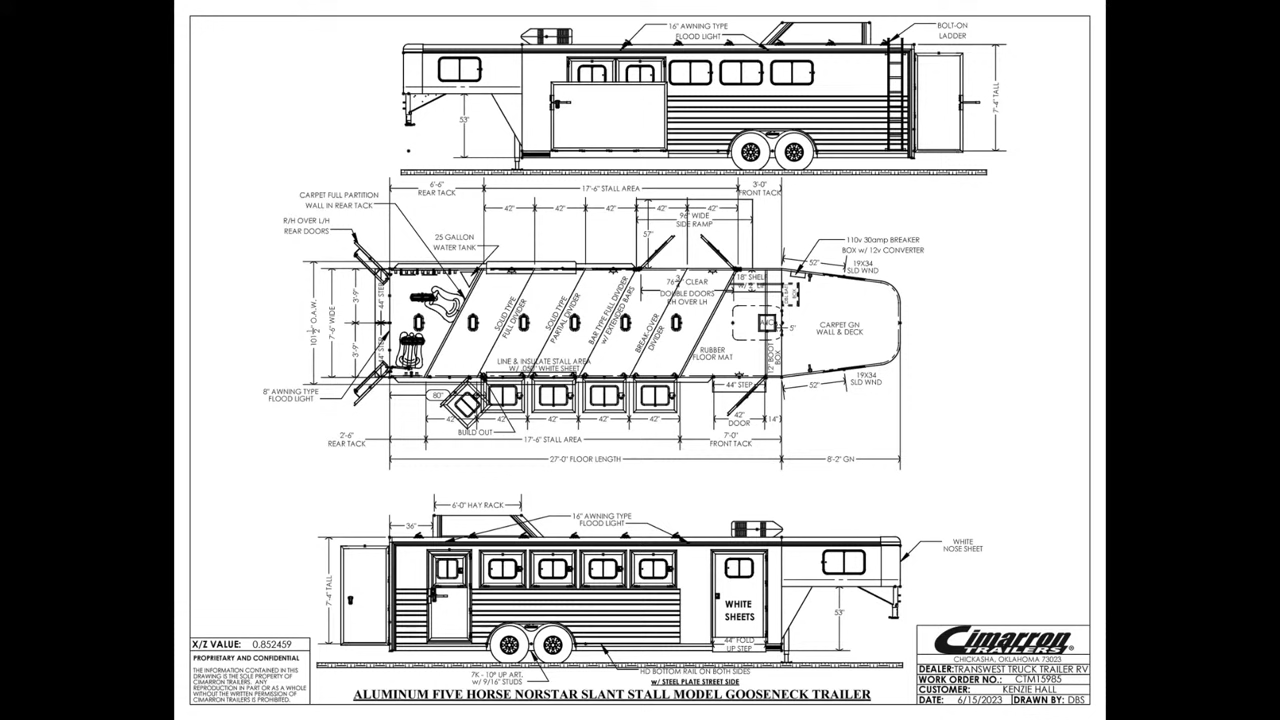 16" AWNING TYPE
FLOOD LIGHT
BOLT-ON
LADDER
53"
7'-4" TALL
6'-6"
REAR TACK
17'-6" STALL AREA
3'-0"
FRONT TACK
CARPET FULL PARTITION
WALL IN REAR TACK
42"
42"
42"
42"
42"
96" WIDE
SIDE RAMP
R/H OVER L/H
REAR DOORS
25 GALLON
WATER TANK
57"
110v 30amp BREAKER
BOX w/ 12v CONVERTER
52"
19X34
SLD WND
76 CLEAR
18" SHELF
DOUBLE DOORS
RH OVER LH
101 1/2" O.A.W.
7'-6" WIDE
3'-9"
3'-9"
44" STEP
44" STEP
SOLID TYPE
FULL DIVIDER
SOLID TYPE
PARTIAL DIVIDER
BAR TYPE FULL DIVIDER
w/ EXTENDED BARS
BREAK OVER
DIVIDER
RUBBER
FLOOR MAT
A/C
5"
12" BOOT
BOX
CARPET GN
WALL & DECK
LINE & INSULATE STALL AREA
W/ .050" WHITE SHEET
19X34
SLD WND
52"
44" STEP
8" AWNING TYPE
FLOOD LIGHT
80"
42"
42"
42"
42"
42"
BUILD OUT
42"
DOOR
14"
2'-6"
REAR TACK
17'-6" STALL AREA
7'-0"
FRONT TACK
27'-0" FLOOR LENGTH
8'-2" GN
6'-0" HAY RACK
36"
16" AWNING TYPE
FLOOD LIGHT
WHITE
NOSE SHEET
7'-4" TALL
WHITE
SHEETS
53"
44" FOLD
UP STEP
HD BOTTOM RAIL ON BOTH SIDES
7K - 10° UP ART.
w/ 9/16" STUDS
w/ STEEL PLATE STREET SIDE
ALUMINUM FIVE HORSE NORSTAR SLANT STALL MODEL GOOSENECK TRAILER
X/Z VALUE: 0.852459
PROPRIETARY AND CONFIDENTIAL
THE INFORMATION CONTAINED IN THIS
DRAWING IS THE SOLE PROPERTY OF
CIMARRON TRAILERS. ANY
REPRODUCTION IN PART OR AS A WHOLE
WITHOUT THE WRITTEN PERMISSION OF
CIMARRON TRAILERS IS PROHIBITED.
Cimarron
TRAILERS®
CHICKASHA, OKLAHOMA 73023
DEALER: TRANSWEST TRUCK TRAILER RV
WORK ORDER NO.: CTM15985
CUSTOMER: KENZIE HALL
DATE: 6/15/2023 DRAWN BY: DBS